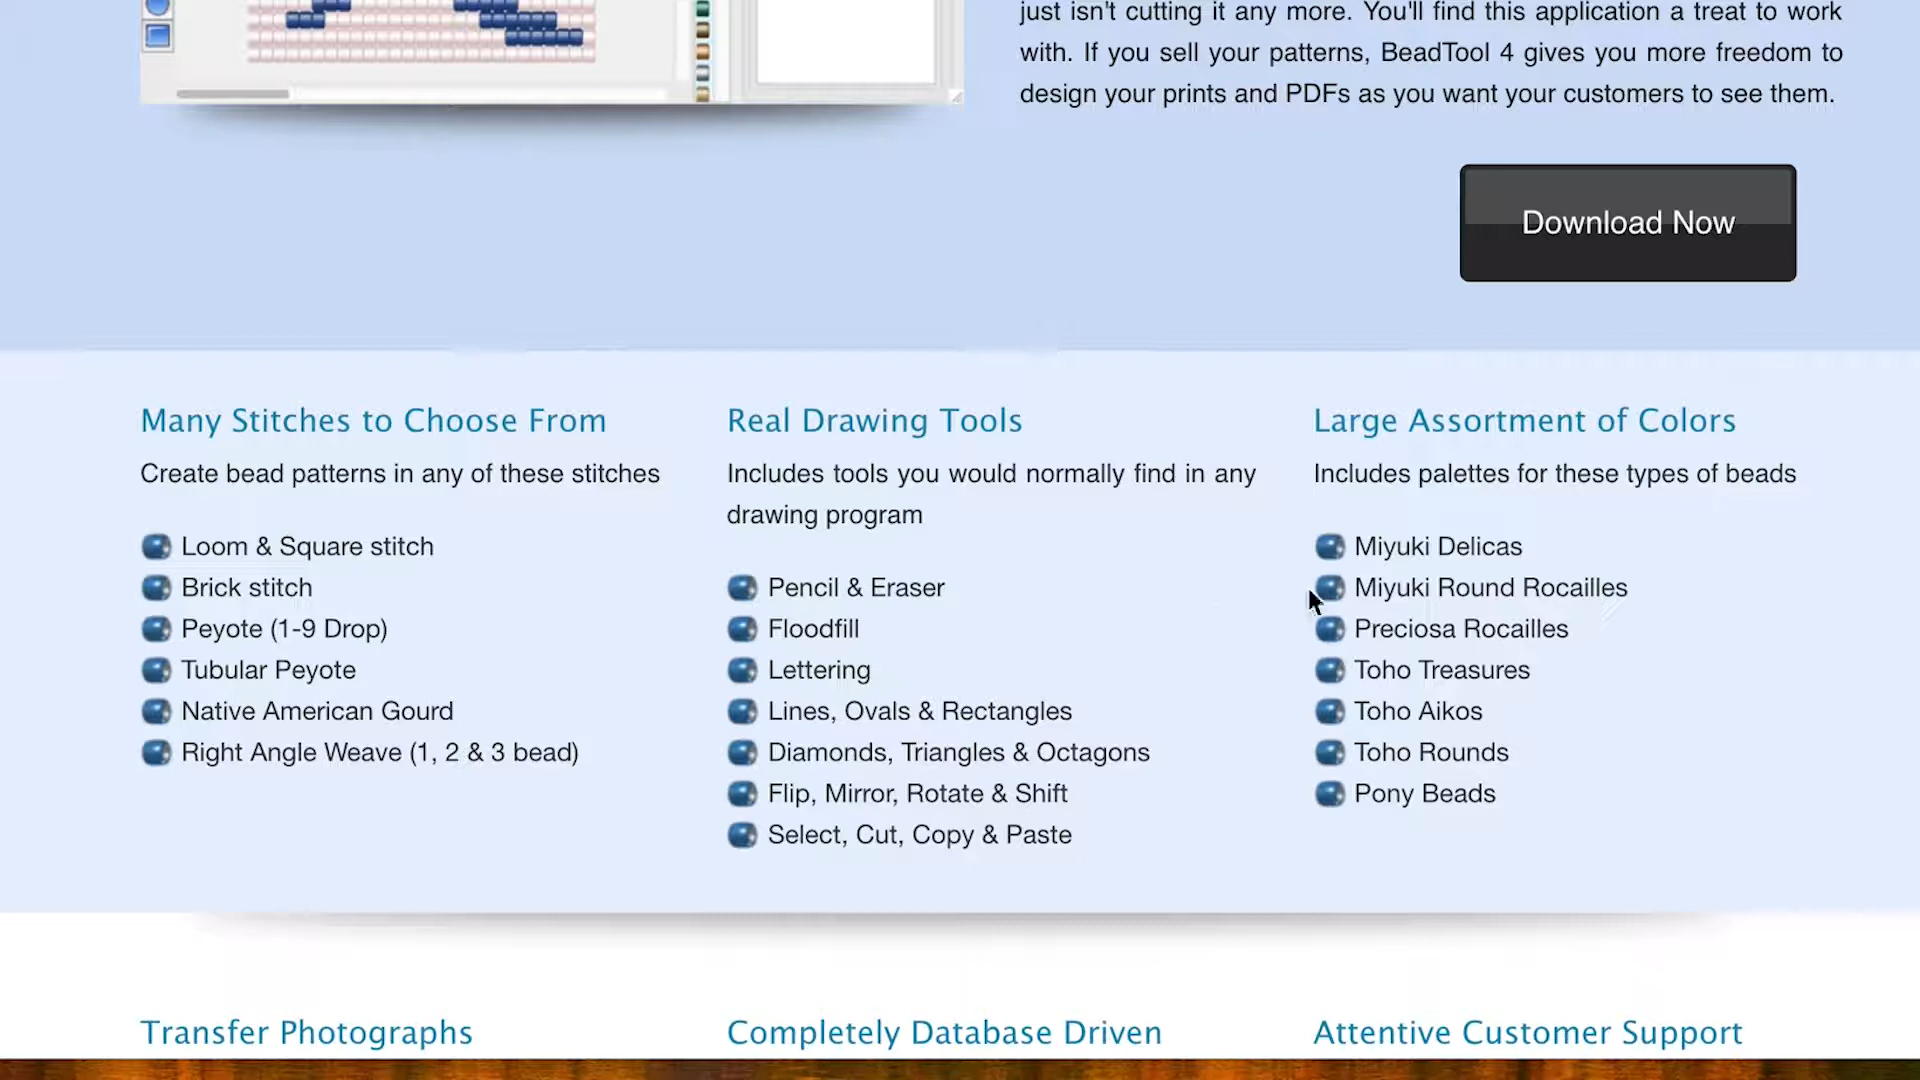 just isn't cutting it any more. You'll find this application a treat to work
with. If you sell your patterns, BeadTool 4 gives you more freedom to
design your prints and PDFs as you want your customers to see them.
Download Now
Many Stitches to Choose From
Create bead patterns in any of these stitches
Loom & Square stitch
Brick stitch
Peyote (1-9 Drop)
Tubular Peyote
Native American Gourd
Right Angle Weave (1, 2 & 3 bead)
Real Drawing Tools
Includes tools you would normally find in any
drawing program
Pencil & Eraser
Floodfill
Lettering
Lines, Ovals & Rectangles
Diamonds, Triangles & Octagons
Flip, Mirror, Rotate & Shift
Select, Cut, Copy & Paste
Large Assortment of Colors
Includes palettes for these types of beads
Miyuki Delicas
Miyuki Round Rocailles
Preciosa Rocailles
Toho Treasures
Toho Aikos
Toho Rounds
Pony Beads
Transfer Photographs
Completely Database Driven
Attentive Customer Support